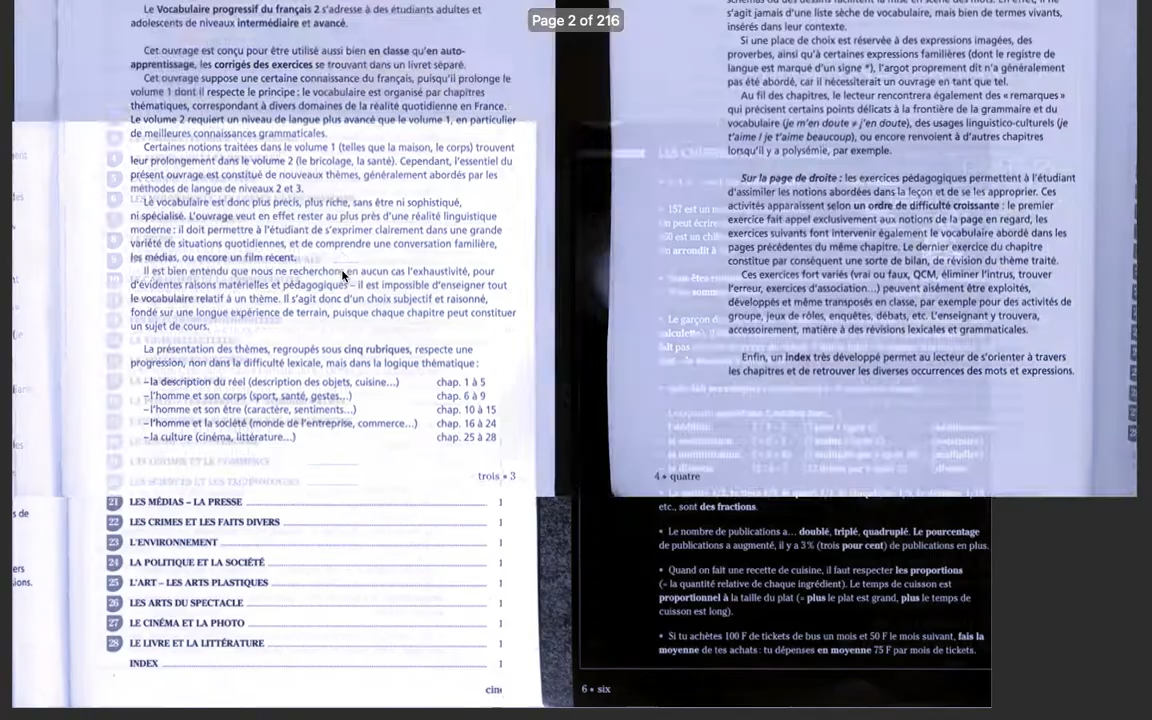 Page 2 of 216
Le Vocabulaire progressif du français 2 s'adresse à des étudiants adultes et
adolescents de niveaux intermédiaire et avancé.
Cet ouvrage est conçu pour être utilisé aussi bien en classe qu'en auto-
apprentissage, les corrigés des exercices se trouvant dans un livret séparé.
Cet ouvrage suppose une certaine connaissance du français, puisqu'il prolonge le
volume 1 dont il respecte le principe : le vocabulaire est organisé par chapitres
thématiques, correspondant à divers domaines de la réalité quotidienne en France.
Le volume 2 requiert un niveau de langue plus avancé que le volume 1, en particulier
de meilleures connaissances grammaticales.
Certaines notions traitées dans le volume 1 (telles que la maison, le corps) trouvent
leur prolongement dans le volume 2 (le bricolage, la santé). Cependant, l'essentiel du
présent ouvrage est constitué de nouveaux thèmes, généralement abordés par les
méthodes de langue de niveaux 2 et 3.
Le vocabulaire est donc plus précis, plus riche, sans être ni sophistiqué,
ni spécialisé. L'ouvrage veut en effet rester au plus près d'une réalité linguistique
moderne : il doit permettre à l'étudiant de s'exprimer clairement dans une grande
variété de situations quotidiennes, et de comprendre une conversation familière,
les médias, ou encore un film récent.
Il est bien entendu que nous ne recherchons en aucun cas l'exhaustivité, pour
d'évidentes raisons matérielles et pédagogiques – il est impossible d'enseigner tout
le vocabulaire relatif à un thème. Il s'agit donc d'un choix subjectif et raisonné,
fondé sur une longue expérience de terrain, puisque chaque chapitre peut constituer
un sujet de cours.
La présentation des thèmes, regroupés sous cinq rubriques, respecte une
progression, non dans la difficulté lexicale, mais dans la logique thématique :
– la description du réel (description des objets, cuisine...) chap. 1 à 5
– l'homme et son corps (sport, santé, gestes...) chap. 6 à 9
– l'homme et son être (caractère, sentiments...) chap. 10 à 15
– l'homme et la société (monde de l'entreprise, commerce...) chap. 16 à 24
– la culture (cinéma, littérature...) chap. 25 à 28
trois • 3
21 LES MÉDIAS – LA PRESSE 1
22 LES CRIMES ET LES FAITS DIVERS 1
23 L'ENVIRONNEMENT 1
24 LA POLITIQUE ET LA SOCIÉTÉ 1
25 L'ART – LES ARTS PLASTIQUES 1
26 LES ARTS DU SPECTACLE 1
27 LE CINÉMA ET LA PHOTO 1
28 LE LIVRE ET LA LITTÉRATURE 1
INDEX 1
s'agit jamais d'une liste sèche de vocabulaire, mais bien de termes vivants,
insérés dans leur contexte.
Si une place de choix est réservée à des expressions imagées, des
proverbes, ainsi qu'à certaines expressions familières (dont le registre de
langue est marqué d'un signe *), l'argot proprement dit n'a généralement
pas été abordé, car il nécessiterait un ouvrage en tant que tel.
Au fil des chapitres, le lecteur rencontrera également des « remarques »
qui précisent certains points délicats à la frontière de la grammaire et du
vocabulaire (je m'en doute ≠ j'en doute), des usages linguistico-culturels (je
t'aime / je t'aime beaucoup), ou encore renvoient à d'autres chapitres
lorsqu'il y a polysémie, par exemple.
Sur la page de droite : les exercices pédagogiques permettent à l'étudiant
d'assimiler les notions abordées dans la leçon et de se les approprier. Ces
activités apparaissent selon un ordre de difficulté croissante : le premier
exercice fait appel exclusivement aux notions de la page en regard, les
exercices suivants font intervenir également le vocabulaire abordé dans les
pages précédentes du même chapitre. Le dernier exercice du chapitre
constitue par conséquent une sorte de bilan, de révision du thème traité.
Ces exercices fort variés (vrai ou faux, QCM, éliminer l'intrus, trouver
l'erreur, exercices d'association...) peuvent aisément être exploités,
développés et même transposés en classe, par exemple pour des activités de
groupe, jeux de rôles, enquêtes, débats, etc. L'enseignant y trouvera,
accessoirement, matière à des révisions lexicales et grammaticales.
Enfin, un index très développé permet au lecteur de s'orienter à travers
les chapitres et de retrouver les diverses occurrences des mots et expressions.
4 • quatre
etc., sont des fractions.
• Le nombre de publications a... doublé, triplé, quadruplé. Le pourcentage
de publications a augmenté, il y a 3 % (trois pour cent) de publications en plus.
• Quand on fait une recette de cuisine, il faut respecter les proportions
(= la quantité relative de chaque ingrédient). Le temps de cuisson est
proportionnel à la taille du plat (= plus le plat est grand, plus le temps de
cuisson est long).
• Si tu achètes 100 F de tickets de bus un mois et 50 F le mois suivant, fais la
moyenne de tes achats : tu dépenses en moyenne 75 F par mois de tickets.
6 • six